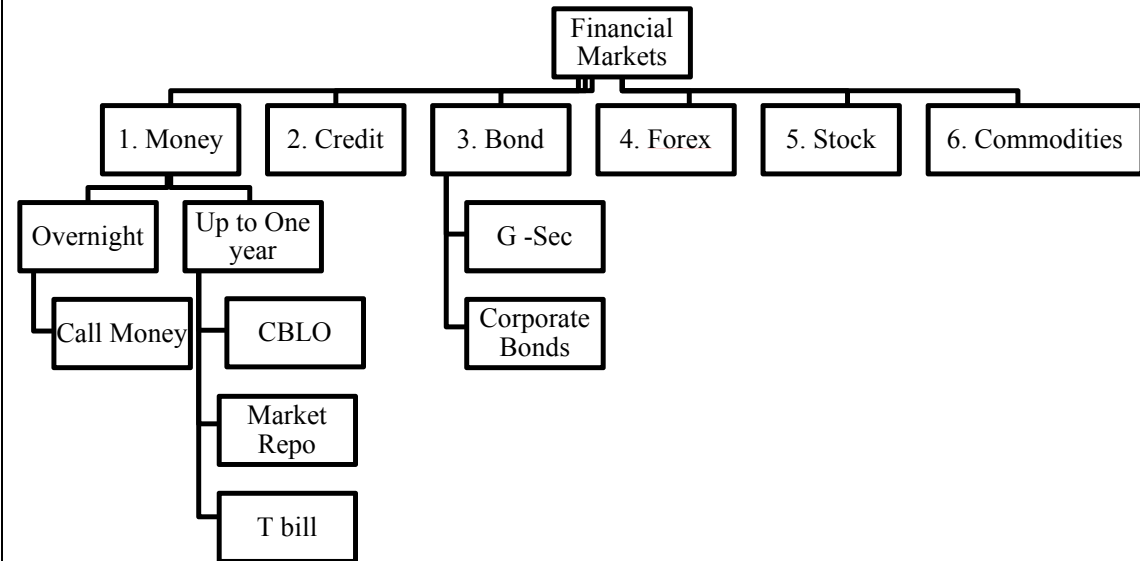 Financial
Markets
1. Money
2. Credit
3. Bond
4. Forex
5. Stock
6. Commodities
Overnight
Up to One
year
G -Sec
Call Money
CBLO
Corporate
Bonds
Market
Repo
T bill